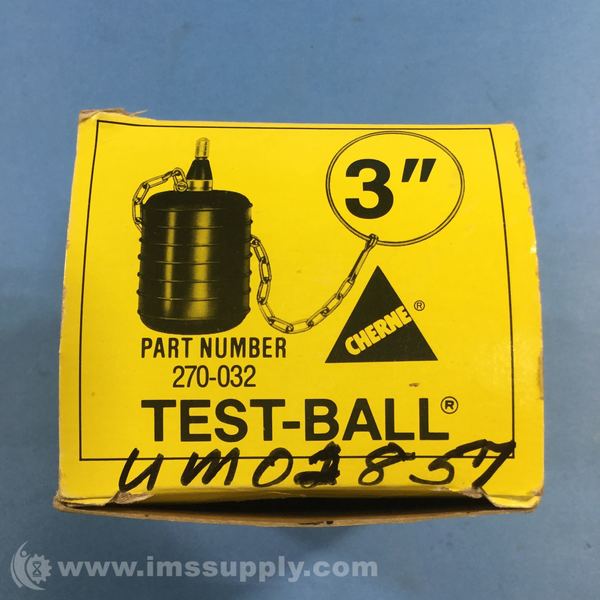 3"
CHERNE®
PART NUMBER
270-032
TEST-BALL®
UM02857
www.imssupply.com